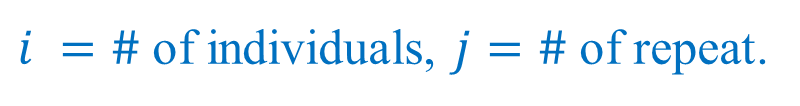 i = # of individuals, j = # of repeat.